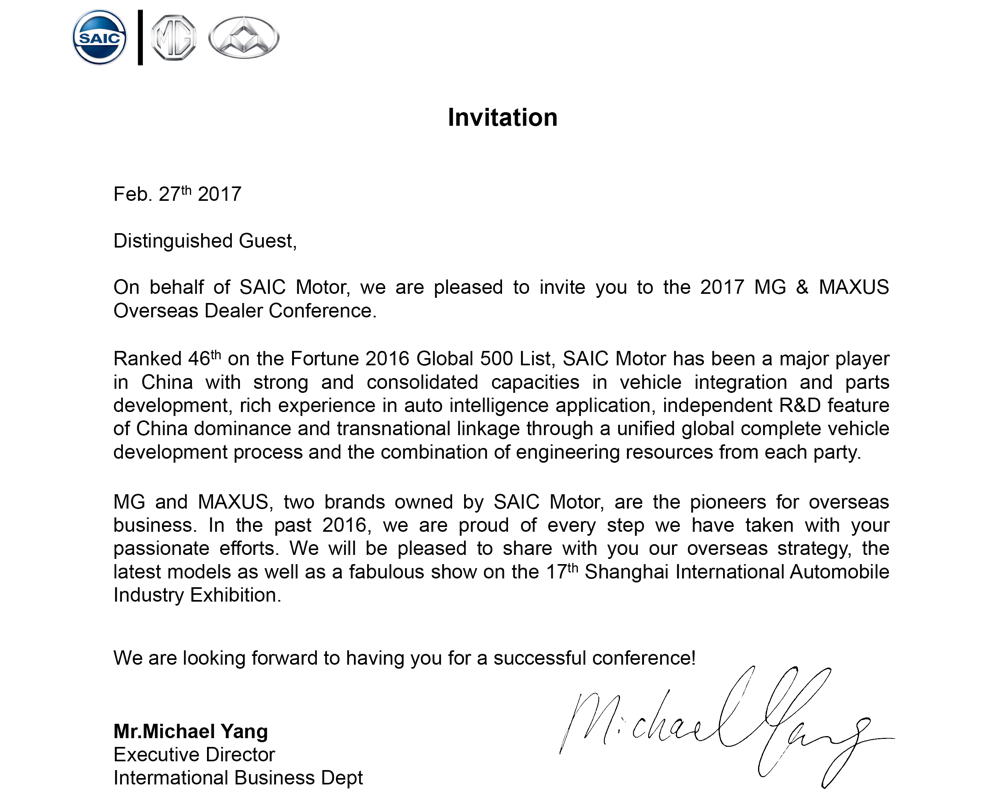 SAIC MG
Invitation
Feb. 27th 2017
Distinguished Guest,
On behalf of SAIC Motor, we are pleased to invite you to the 2017 MG & MAXUS
Overseas Dealer Conference.
Ranked 46th on the Fortune 2016 Global 500 List, SAIC Motor has been a major player
in China with strong and consolidated capacities in vehicle integration and parts
development, rich experience in auto intelligence application, independent R&D feature
of China dominance and transnational linkage through a unified global complete vehicle
development process and the combination of engineering resources from each party.
MG and MAXUS, two brands owned by SAIC Motor, are the pioneers for overseas
business. In the past 2016, we are proud of every step we have taken with your
passionate efforts. We will be pleased to share with you our overseas strategy, the
latest models as well as a fabulous show on the 17th Shanghai International Automobile
Industry Exhibition.
We are looking forward to having you for a successful conference!
Michael Yang
Mr.Michael Yang
Executive Director
International Business Dept